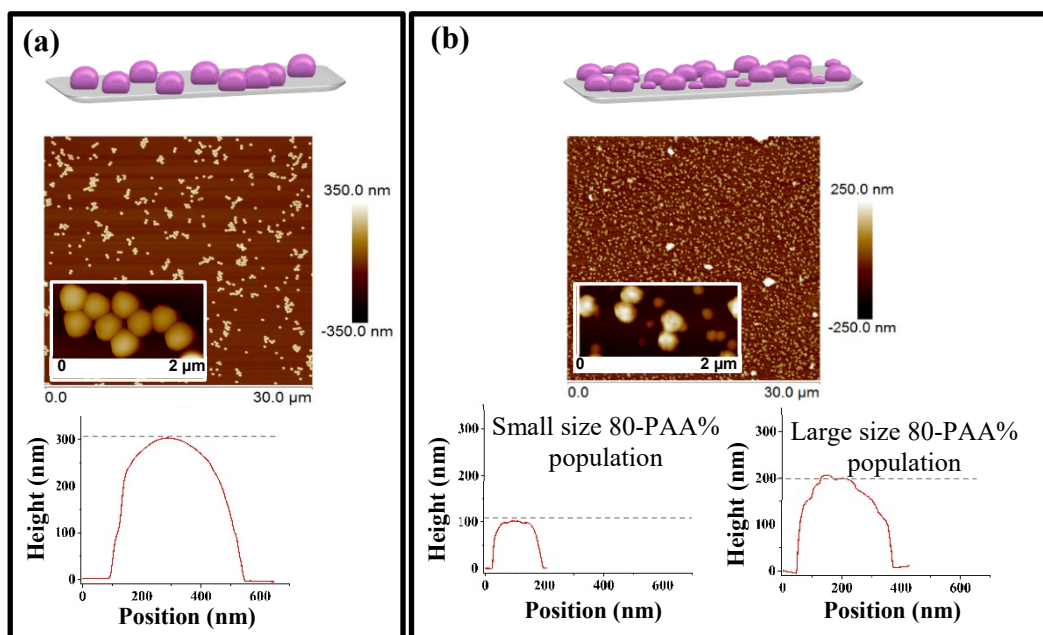 (a)
350.0 nm
-350.0 nm
0
2 μm
0.0
30.0 μm
Height (nm)
300
200
100
0
0
200
400
600
Position (nm)
(b)
250.0 nm
-250.0 nm
0
2 μm
0.0
30.0 μm
Small size 80-PAA%
population
Height (nm)
300
200
100
0
0
200
400
600
Position (nm)
Large size 80-PAA%
population
Height (nm)
300
200
100
0
0
200
400
600
Position (nm)